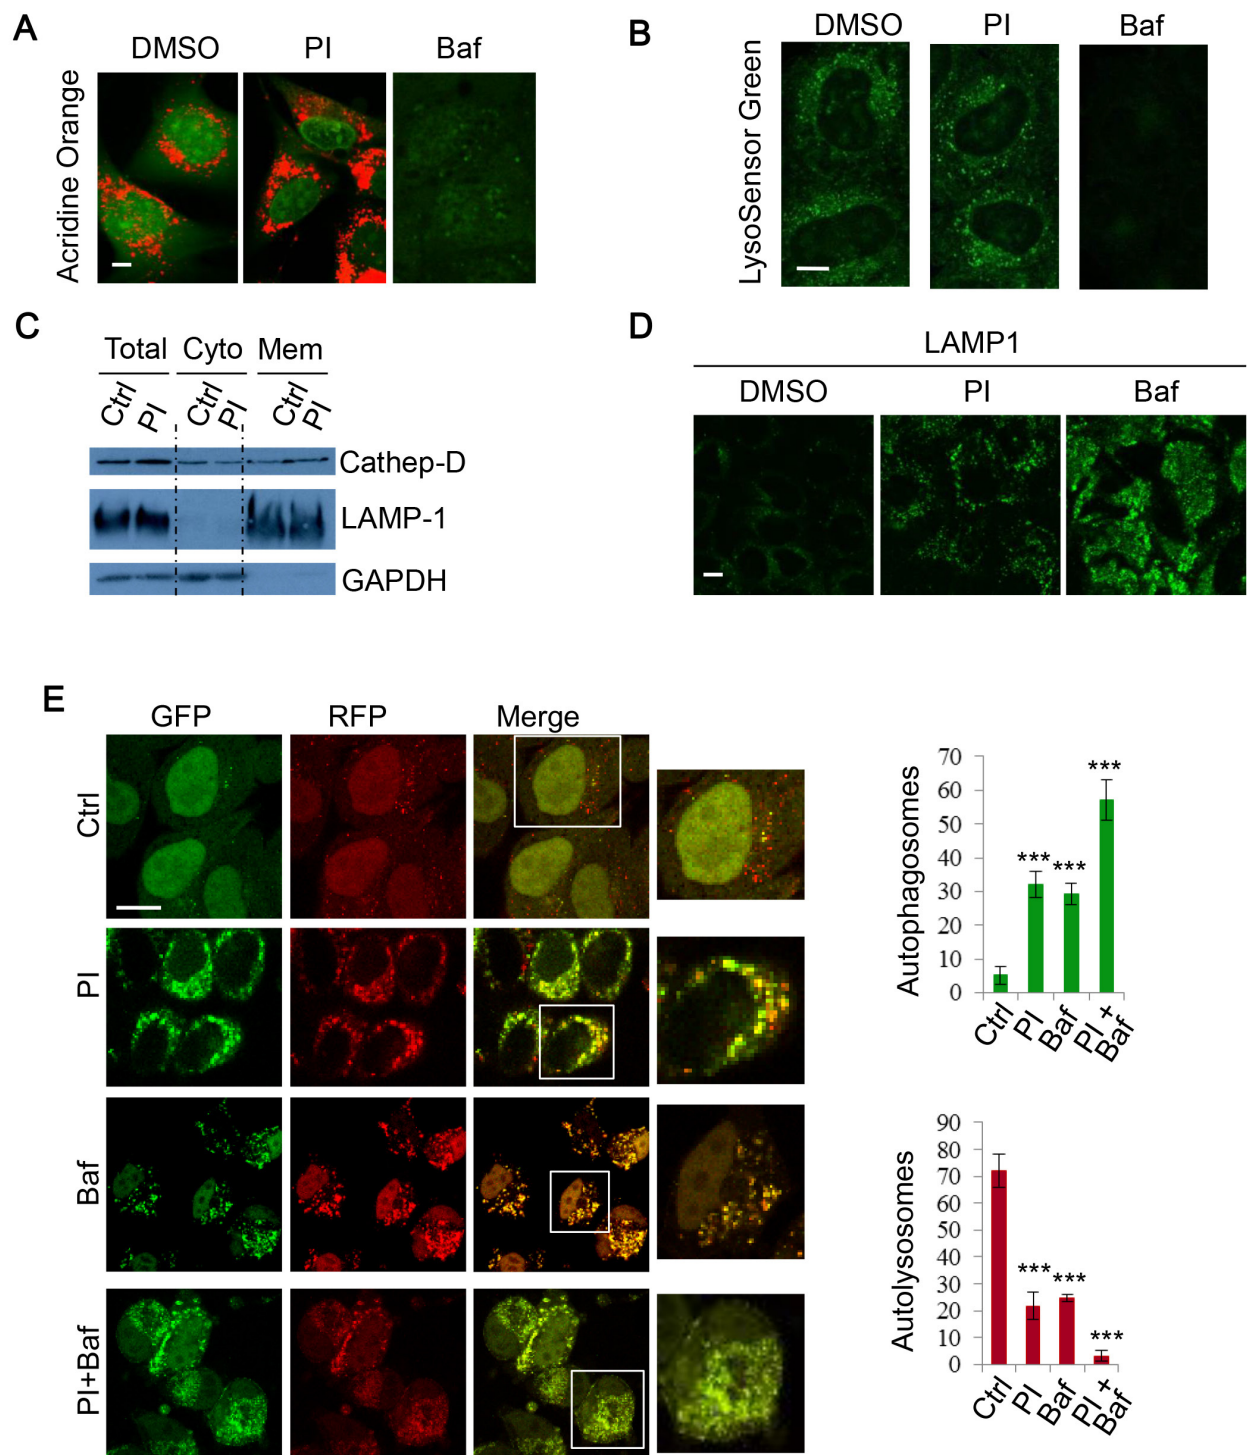 A
DMSO PI Baf
Acridine Orange
B
DMSO PI Baf
LysoSensor Green
C
Total Cyto Mem
Ctrl PI Ctrl PI Ctrl PI
Cathep-D
LAMP-1
GAPDH
D
LAMP1
DMSO PI Baf
E
GFP RFP Merge
Ctrl
PI
Baf
PI+Baf
Autophagosomes
70
60
50
40
30
20
10
0
*** *** ***
Ctrl PI Baf PI + Baf
Autolysosomes
90
80
70
60
50
40
30
20
10
0
*** *** ***
Ctrl PI Baf PI + Baf